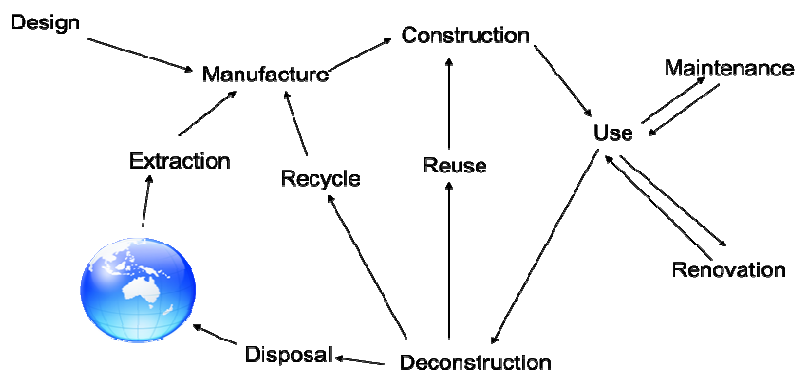 Design
Construction
Manufacture
Maintenance
Use
Extraction
Recycle
Reuse
Renovation
Disposal
Deconstruction